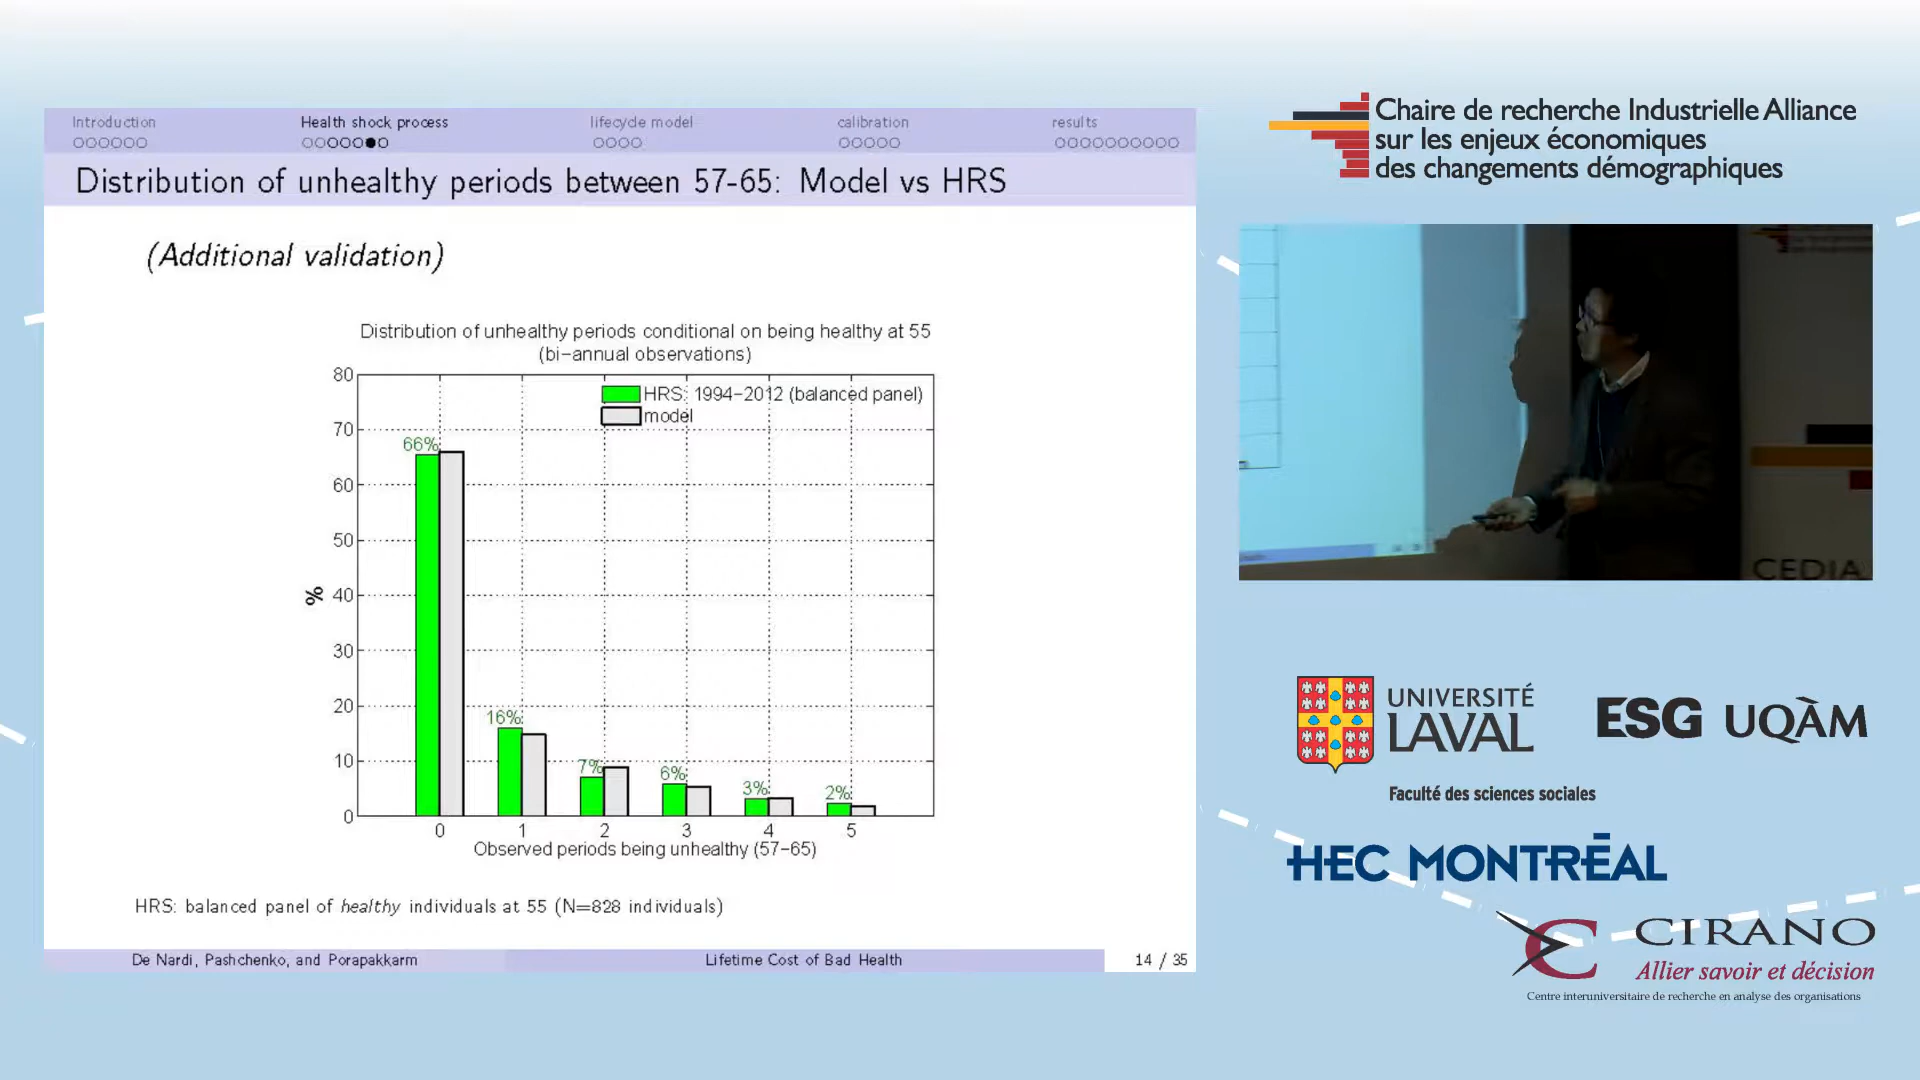 Introduction
Health shock process
lifecycle model
calibration
results
Distribution of unhealthy periods between 57-65: Model vs HRS
(Additional validation)
Distribution of unhealthy periods conditional on being healthy at 55
(bi-annual observations)
HRS: 1994-2012 (balanced panel)
model
80
70
60
50
40
30
20
10
0
%
66%
16%
7%
6%
3%
2%
0 1 2 3 4 5
Observed periods being unhealthy (57-65)
HRS: balanced panel of healthy individuals at 55 (N=828 individuals)
De Nardi, Pashchenko, and Porapakkarm
Lifetime Cost of Bad Health
14 / 35
Chaire de recherche Industrielle Alliance
sur les enjeux économiques
des changements démographiques
CEDIA
UNIVERSITÉ
LAVAL
Faculté des sciences sociales
ESG UQÀM
HEC MONTRÉAL
CIRANO
Allier savoir et décision
Centre interuniversitaire de recherche en analyse des organisations